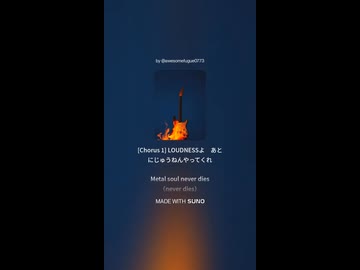 by @awesomefugue0773
[Chorus 1] LOUDNESSよ　あと
にじゅうねんやってくれ
Metal soul never dies
（never dies）
MADE WITH SUNO